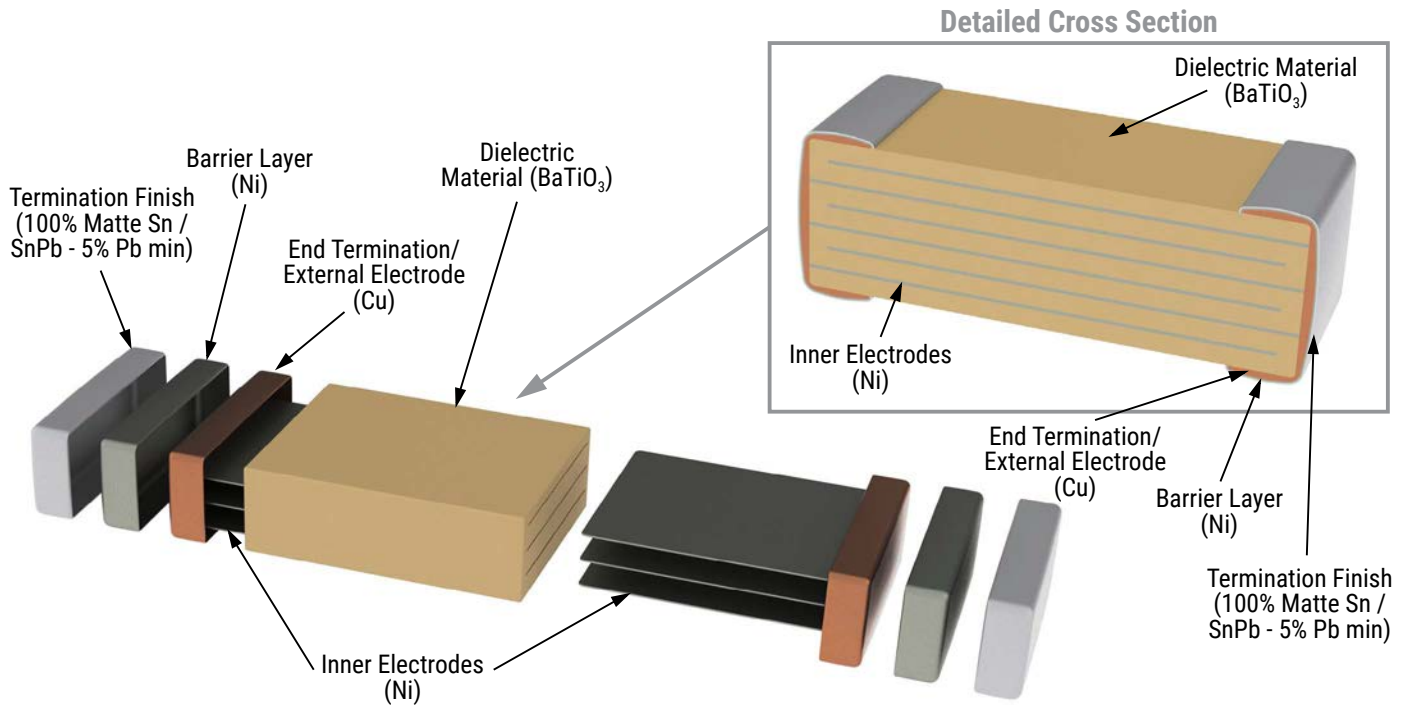 Detailed Cross Section
Dielectric Material
(BaTiO₃)
Inner Electrodes
(Ni)
End Termination/
External Electrode
(Cu)
Barrier Layer
(Ni)
Termination Finish
(100% Matte Sn /
SnPb - 5% Pb min)
Termination Finish
(100% Matte Sn /
SnPb - 5% Pb min)
Barrier Layer
(Ni)
End Termination/
External Electrode
(Cu)
Dielectric
Material (BaTiO₃)
Inner Electrodes
(Ni)